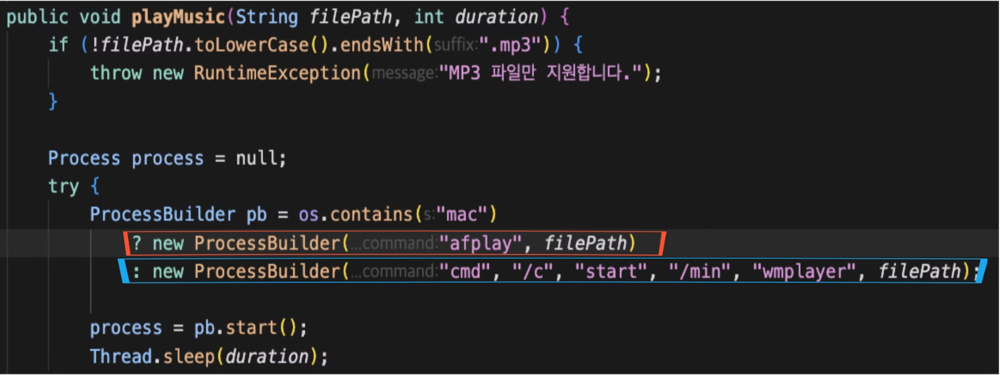 public void playMusic(String filePath, int duration) {
if (!filePath.toLowerCase().endsWith(suffix:".mp3")) {
throw new RuntimeException(message:"MP3 파일만 지원합니다.");
}
Process process = null;
try {
ProcessBuilder pb = os.contains(s:"mac")
? new ProcessBuilder(...command:"afplay", filePath)
: new ProcessBuilder(...command:"cmd", "/c", "start", "/min", "wmplayer", filePath);
process = pb.start();
Thread.sleep(duration);